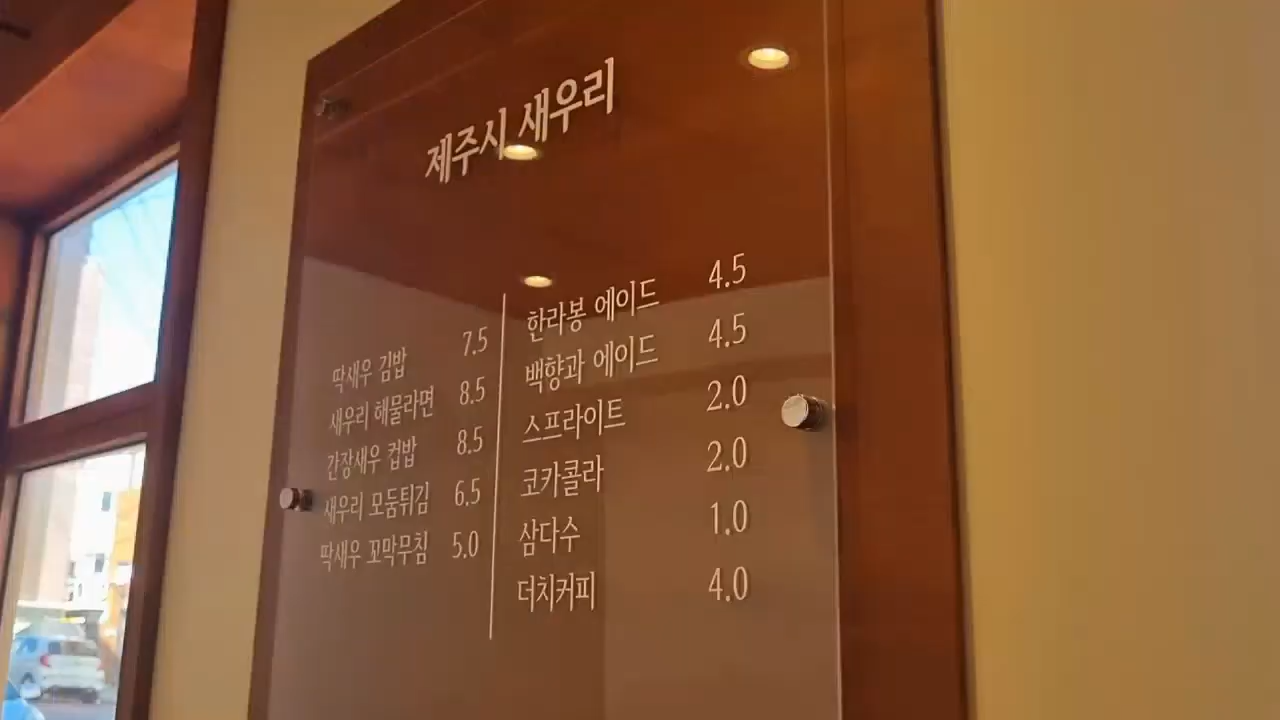 제주시 새우리
딱새우 김밥 7.5
새우리 해물라면 8.5
간장새우 컵밥 8.5
새우리 모둠튀김 6.5
딱새우 꼬막무침 5.0
한라봉 에이드 4.5
백향과 에이드 4.5
스프라이트 2.0
코카콜라 2.0
삼다수 1.0
더치커피 4.0